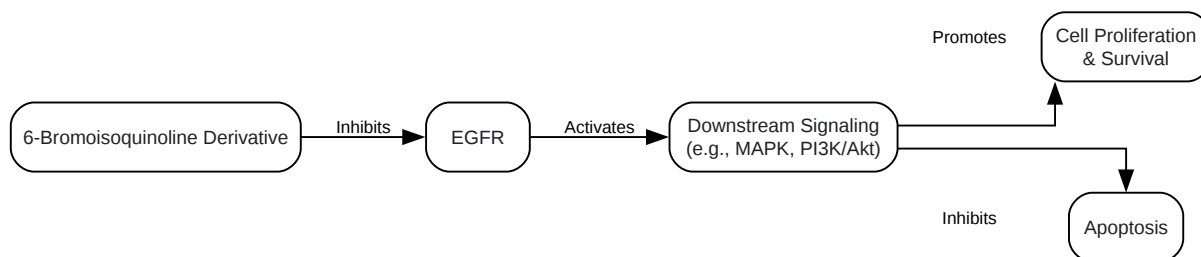 Promotes
Cell Proliferation
& Survival
6-Bromoisoquinoline Derivative
Inhibits
EGFR
Activates
Downstream Signaling
(e.g., MAPK, PI3K/Akt)
Inhibits
Apoptosis